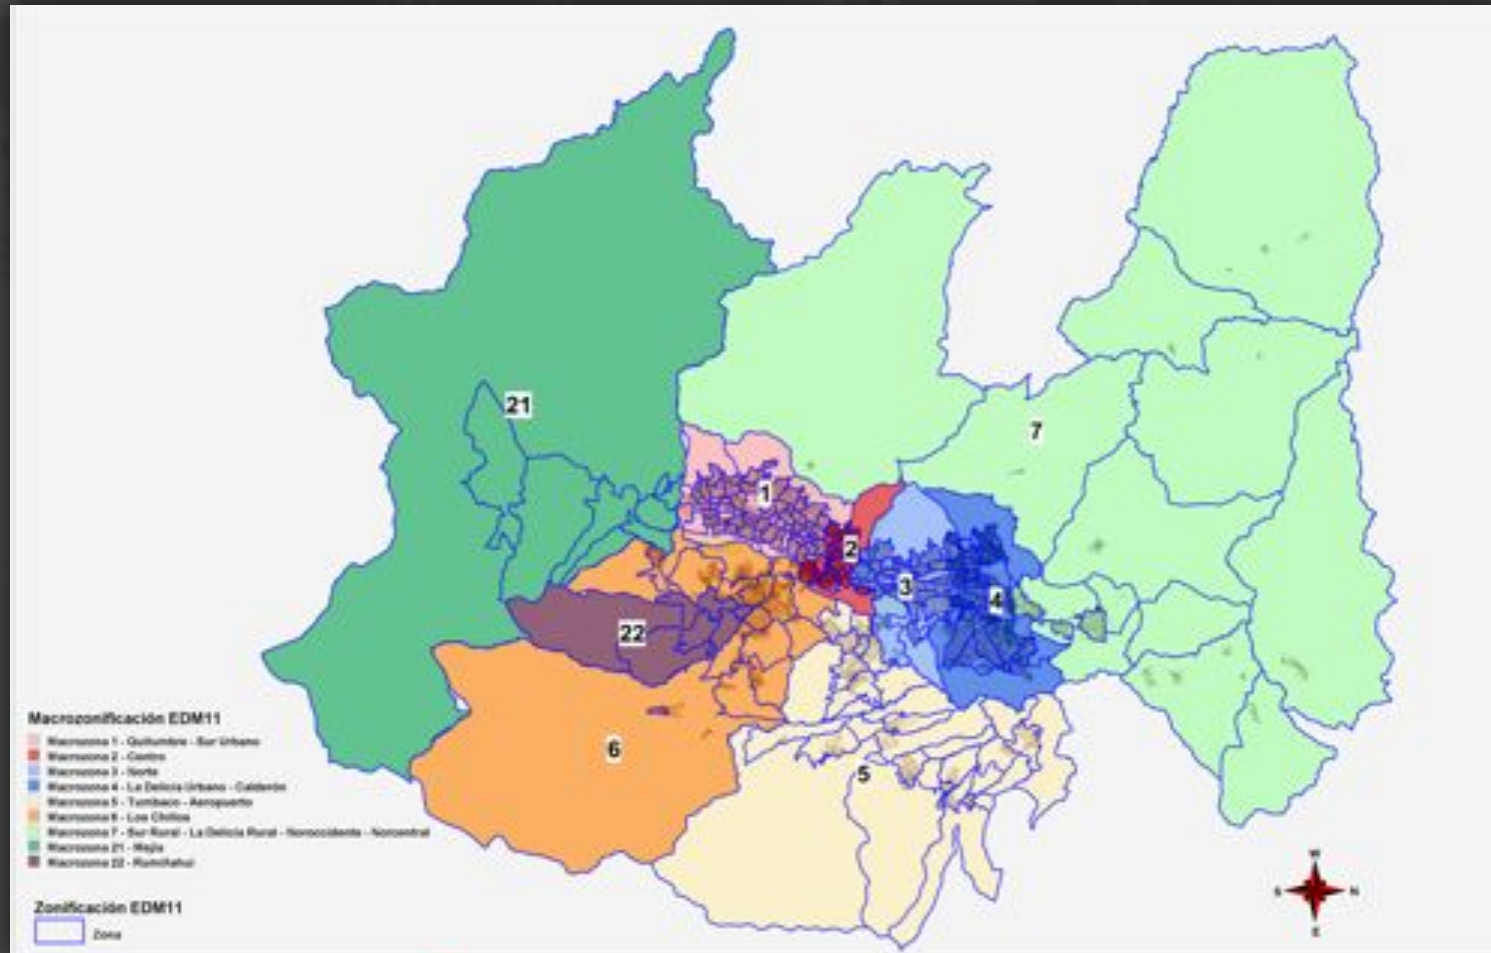 21
7
1
2
3
4
22
6
5
Macrozonificación EDM11
Macrozona 1 - Quitumbre - Sur Urbano
Macrozona 2 - Centro
Macrozona 3 - Norte
Macrozona 4 - La Delicia Urbano - Calderón
Macrozona 5 - Tumbaco - Aeropuerto
Macrozona 6 - Los Chillos
Macrozona 7 - Sur Rural - La Delicia Rural - Noroccidente - Norcentral
Macrozona 21 - Mejía
Macrozona 22 - Rumiñahui
Zonificación EDM11
Zona
W
S N
E